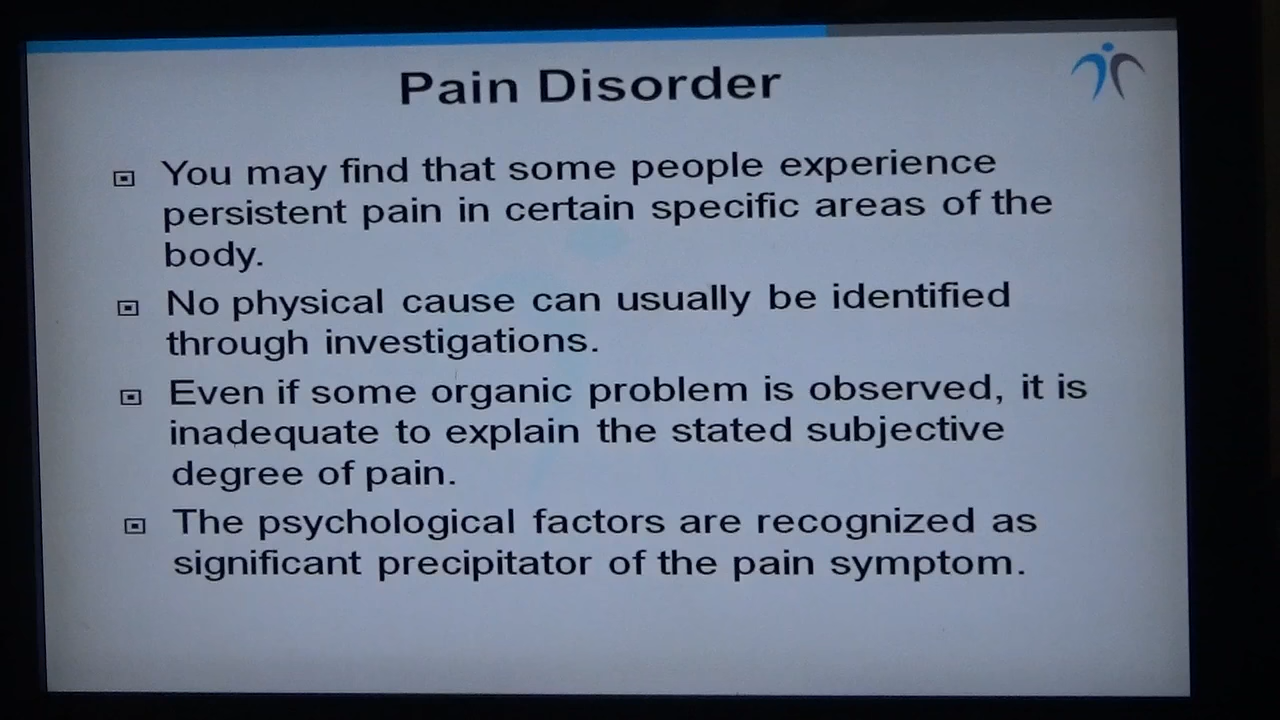 Pain Disorder
You may find that some people experience
persistent pain in certain specific areas of the
body.
No physical cause can usually be identified
through investigations.
Even if some organic problem is observed, it is
inadequate to explain the stated subjective
degree of pain.
The psychological factors are recognized as
significant precipitator of the pain symptom.